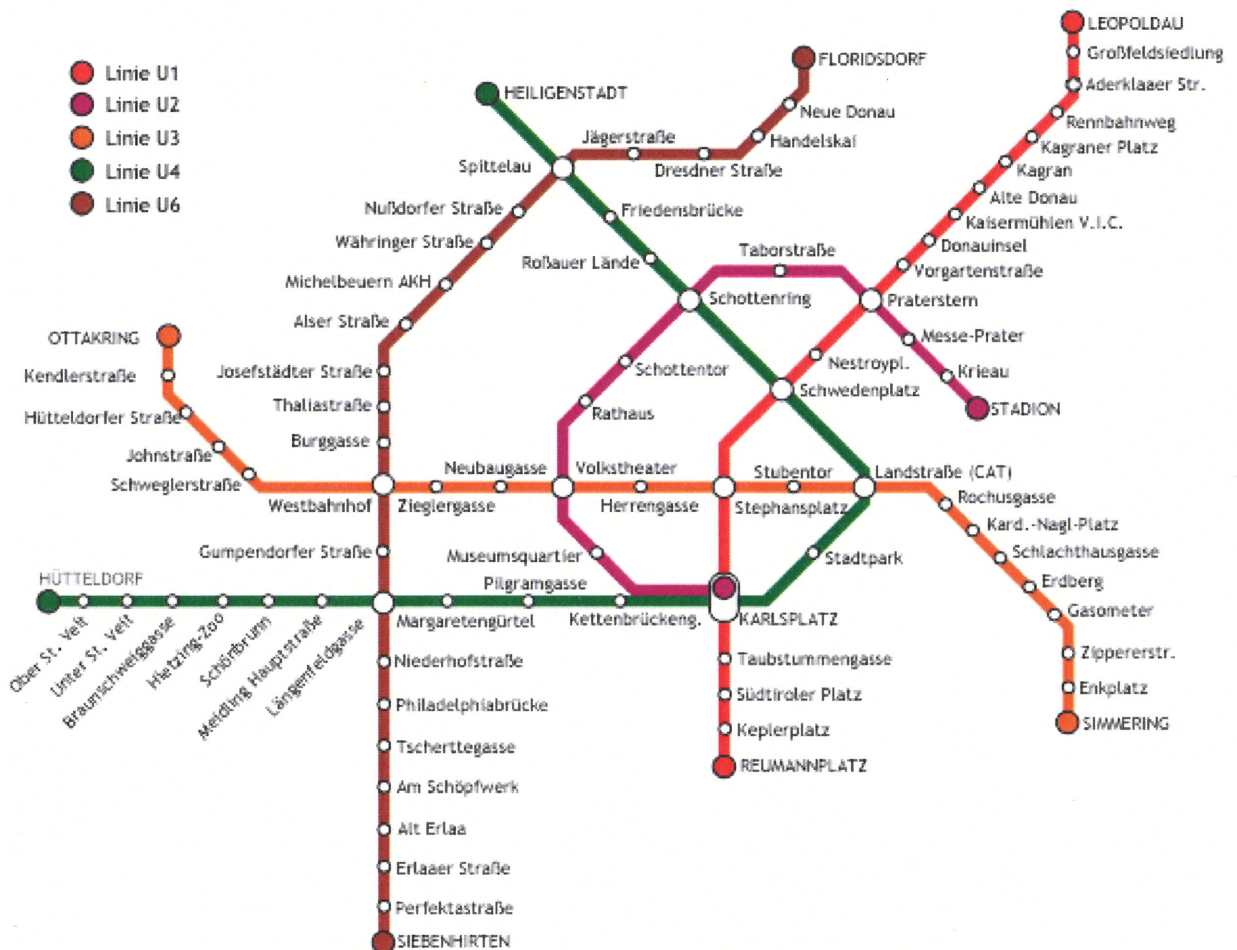 Linie U1
Linie U2
Linie U3
Linie U4
Linie U6
LEOPOLDAU
Großfeldsiedlung
Aderklaaer Str.
Rennbahnweg
Kagraner Platz
Kagran
Alte Donau
Kaisermühlen V.I.C.
Donauinsel
Vorgartenstraße
Praterstern
Nestroypl.
Schwedenplatz
Stephansplatz
KARLSPLATZ
Taubstummengasse
Südtiroler Platz
Keplerplatz
REUMANNPLATZ
FLORIDSDORF
Neue Donau
Handelskai
Dresdner Straße
Jägerstraße
Spittelau
Nußdorfer Straße
Währinger Straße
Michelbeuern AKH
Alser Straße
Josefstädter Straße
Thaliastraße
Burggasse
Westbahnhof
Gumpendorfer Straße
Längenfeldgasse
Niederhofstraße
Philadelphiabrücke
Tscherttegasse
Am Schöpfwerk
Alt Erlaa
Erlaaer Straße
Perfektastraße
SIEBENHIRTEN
HEILIGENSTADT
Friedensbrücke
Roßauer Lände
Schottenring
Landstraße (CAT)
Stadtpark
Kettenbrückeng.
Pilgramgasse
Margaretengürtel
Meidling Hauptstraße
Schönbrunn
Hietzing-Zoo
Braunschweiggasse
Unter St. Veit
Ober St. Veit
HÜTTELDORF
Taborstraße
Messe-Prater
Krieau
STADION
Schottentor
Rathaus
Volkstheater
Museumsquartier
OTTAKRING
Kendlerstraße
Hütteldorfer Straße
Johnstraße
Schweglerstraße
Zieglergasse
Neubaugasse
Herrengasse
Stubentor
Rochusgasse
Kard.-Nagl-Platz
Schlachthausgasse
Erdberg
Gasometer
Zippererstr.
Enkplatz
SIMMERING